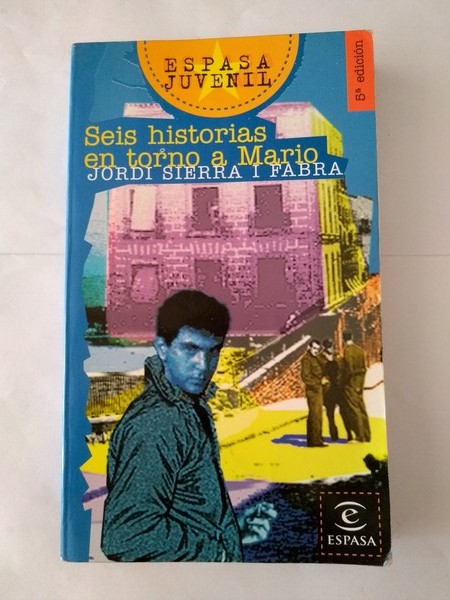 ESPASA
JUVENIL
5ª edición
Seis historias
en torno a Mario
JORDI SIERRA I FABRA
e
ESPASA